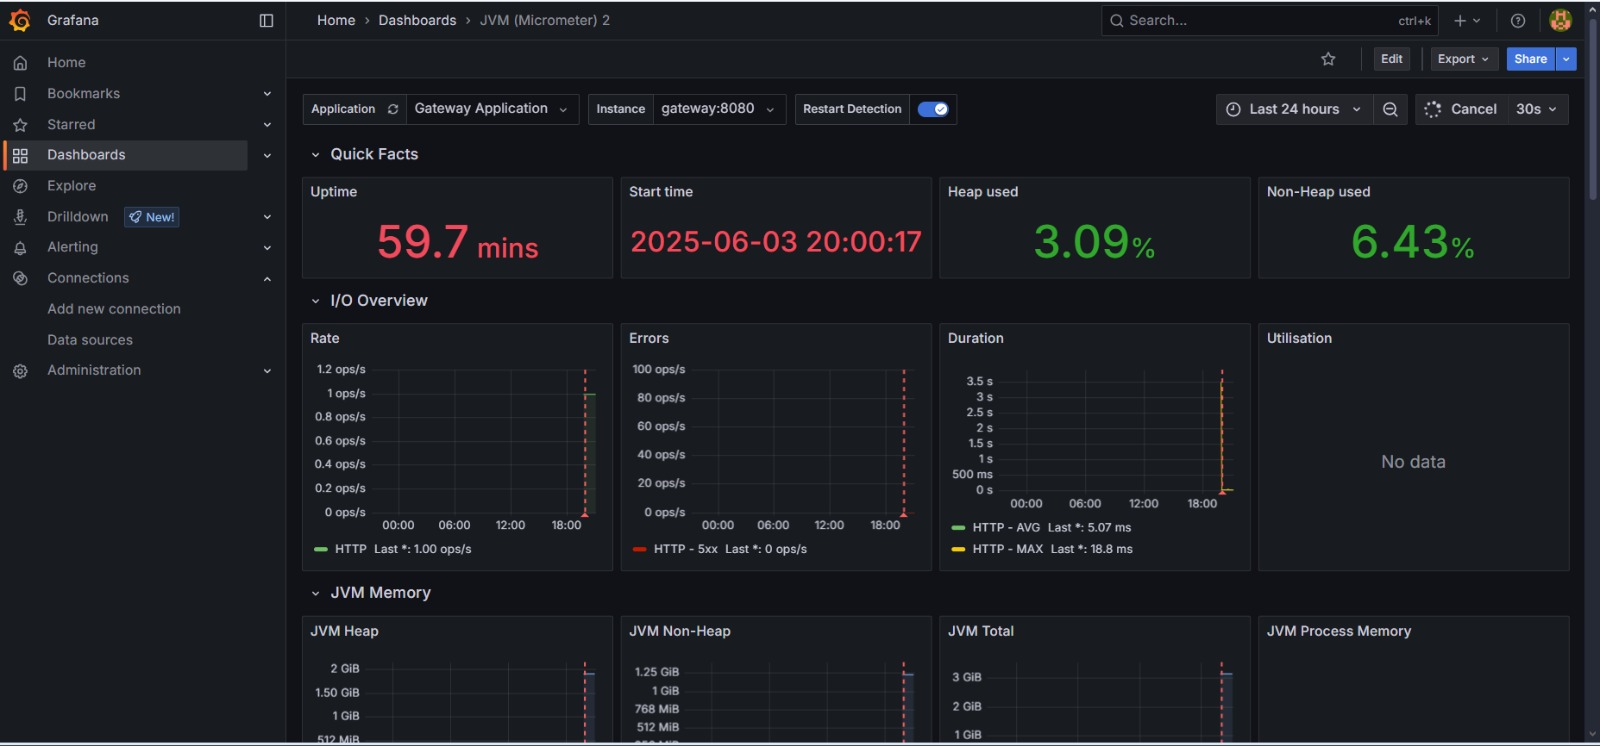 Grafana
Home › Dashboards › JVM (Micrometer) 2
Search...
ctrl+k
Edit
Export
Share
Home
Bookmarks
Starred
Dashboards
Explore
Drilldown
New!
Alerting
Connections
Add new connection
Data sources
Administration
Application
Gateway Application
Instance
gateway:8080
Restart Detection
Last 24 hours
Cancel
30s
Quick Facts
Uptime
59.7 mins
Start time
2025-06-03 20:00:17
Heap used
3.09%
Non-Heap used
6.43%
I/O Overview
Rate
1.2 ops/s
1 ops/s
0.8 ops/s
0.6 ops/s
0.4 ops/s
0.2 ops/s
0 ops/s
00:00 06:00 12:00 18:00
HTTP Last *: 1.00 ops/s
Errors
100 ops/s
80 ops/s
60 ops/s
40 ops/s
20 ops/s
0 ops/s
00:00 06:00 12:00 18:00
HTTP - 5xx Last *: 0 ops/s
Duration
3.5 s
3 s
2.5 s
2 s
1.5 s
1 s
500 ms
0 s
00:00 06:00 12:00 18:00
HTTP - AVG Last *: 5.07 ms
HTTP - MAX Last *: 18.8 ms
Utilisation
No data
JVM Memory
JVM Heap
2 GiB
1.50 GiB
1 GiB
512 MiB
JVM Non-Heap
1.25 GiB
1 GiB
768 MiB
512 MiB
JVM Total
3 GiB
2 GiB
1 GiB
JVM Process Memory